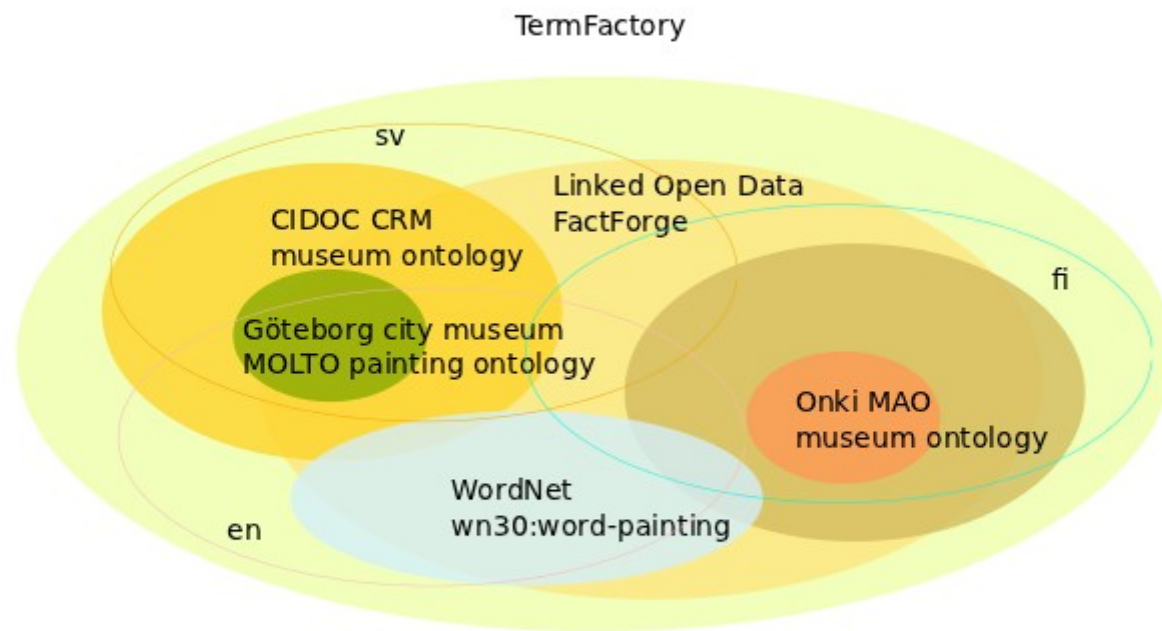 TermFactory
sv
Linked Open Data
FactForge
CIDOC CRM
museum ontology
fi
Göteborg city museum
MOLTO painting ontology
Onki MAO
museum ontology
WordNet
wn30:word-painting
en